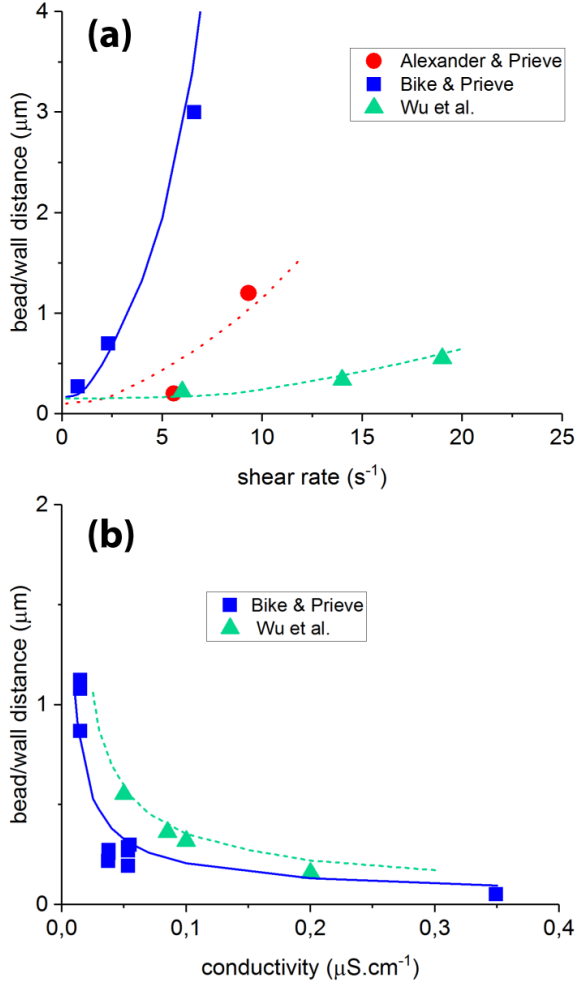 (a)
4
3
2
1
0
bead/wall distance (μm)
Alexander & Prieve
Bike & Prieve
Wu et al.
0 5 10 15 20 25
shear rate (s⁻¹)
(b)
2
1
0
bead/wall distance (μm)
Bike & Prieve
Wu et al.
0,0 0,1 0,2 0,3 0,4
conductivity (μS.cm⁻¹)